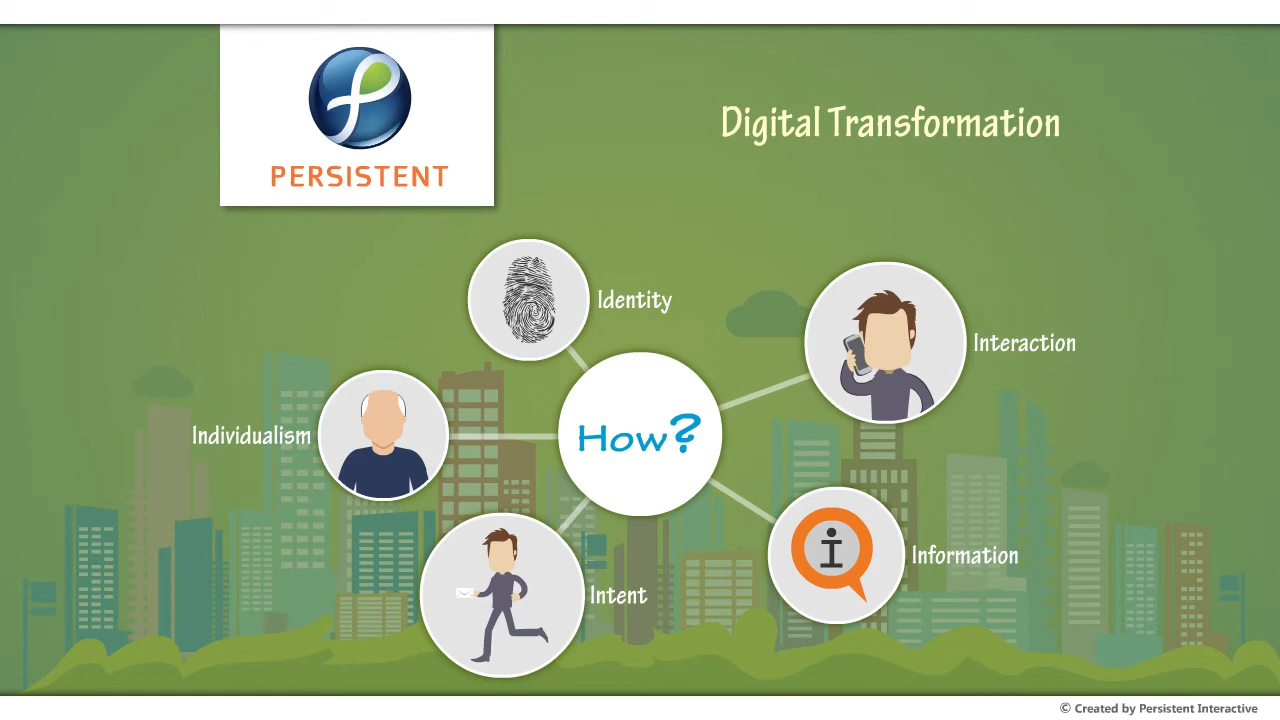 PERSISTENT
Digital Transformation
Identity
Interaction
Individualism
How?
Information
Intent
© Created by Persistent Interactive